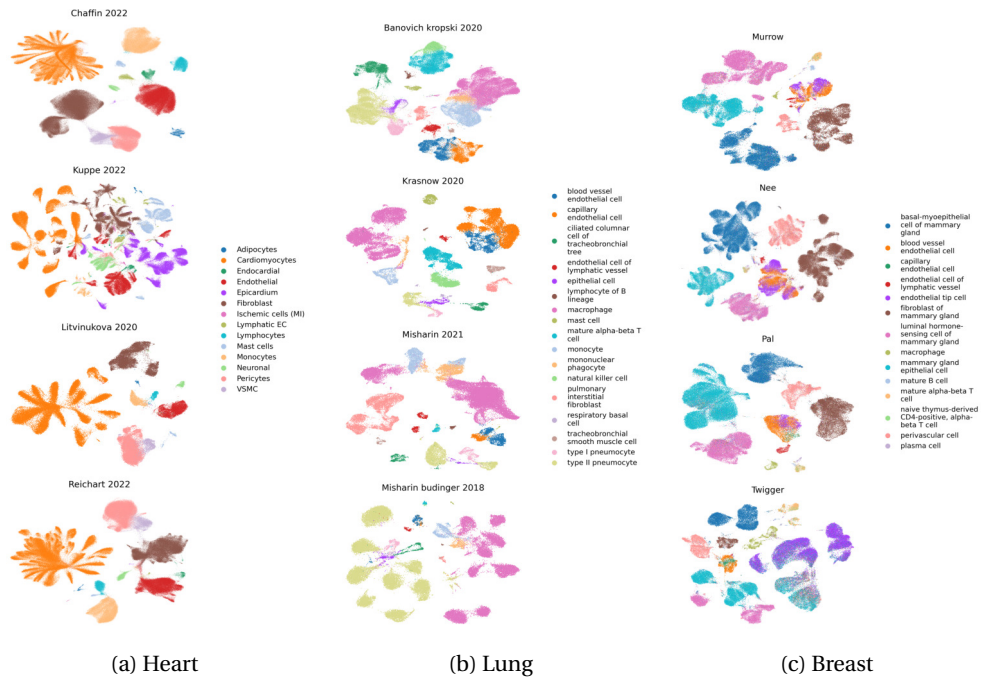 Chaffin 2022
Kuppe 2022
Litvinukova 2020
Reichart 2022
Adipocytes
Cardiomyocytes
Endocardial
Endothelial
Epicardium
Fibroblast
Ischemic cells (MI)
Lymphatic EC
Lymphocytes
Mast cells
Monocytes
Neuronal
Pericytes
VSMC
(a) Heart
Banovich kropski 2020
Krasnow 2020
Misharin 2021
Misharin budinger 2018
blood vessel
endothelial cell
capillary
endothelial cell
ciliated columnar
cell of
tracheobronchial
tree
endothelial cell of
lymphatic vessel
epithelial cell
lymphocyte of B
lineage
macrophage
mast cell
mature alpha-beta T
cell
monocyte
mononuclear
phagocyte
natural killer cell
pulmonary
interstitial
fibroblast
respiratory basal
cell
tracheobronchial
smooth muscle cell
type I pneumocyte
type II pneumocyte
(b) Lung
Murrow
Nee
Pal
Twigger
basal-myoepithelial
cell of mammary
gland
blood vessel
endothelial cell
capillary
endothelial cell
endothelial cell of
lymphatic vessel
endothelial tip cell
fibroblast of
mammary gland
luminal hormone-
sensing cell of
mammary gland
macrophage
mammary gland
epithelial cell
mature B cell
mature alpha-beta T
cell
naive thymus-derived
CD4-positive, alpha-
beta T cell
perivascular cell
plasma cell
(c) Breast